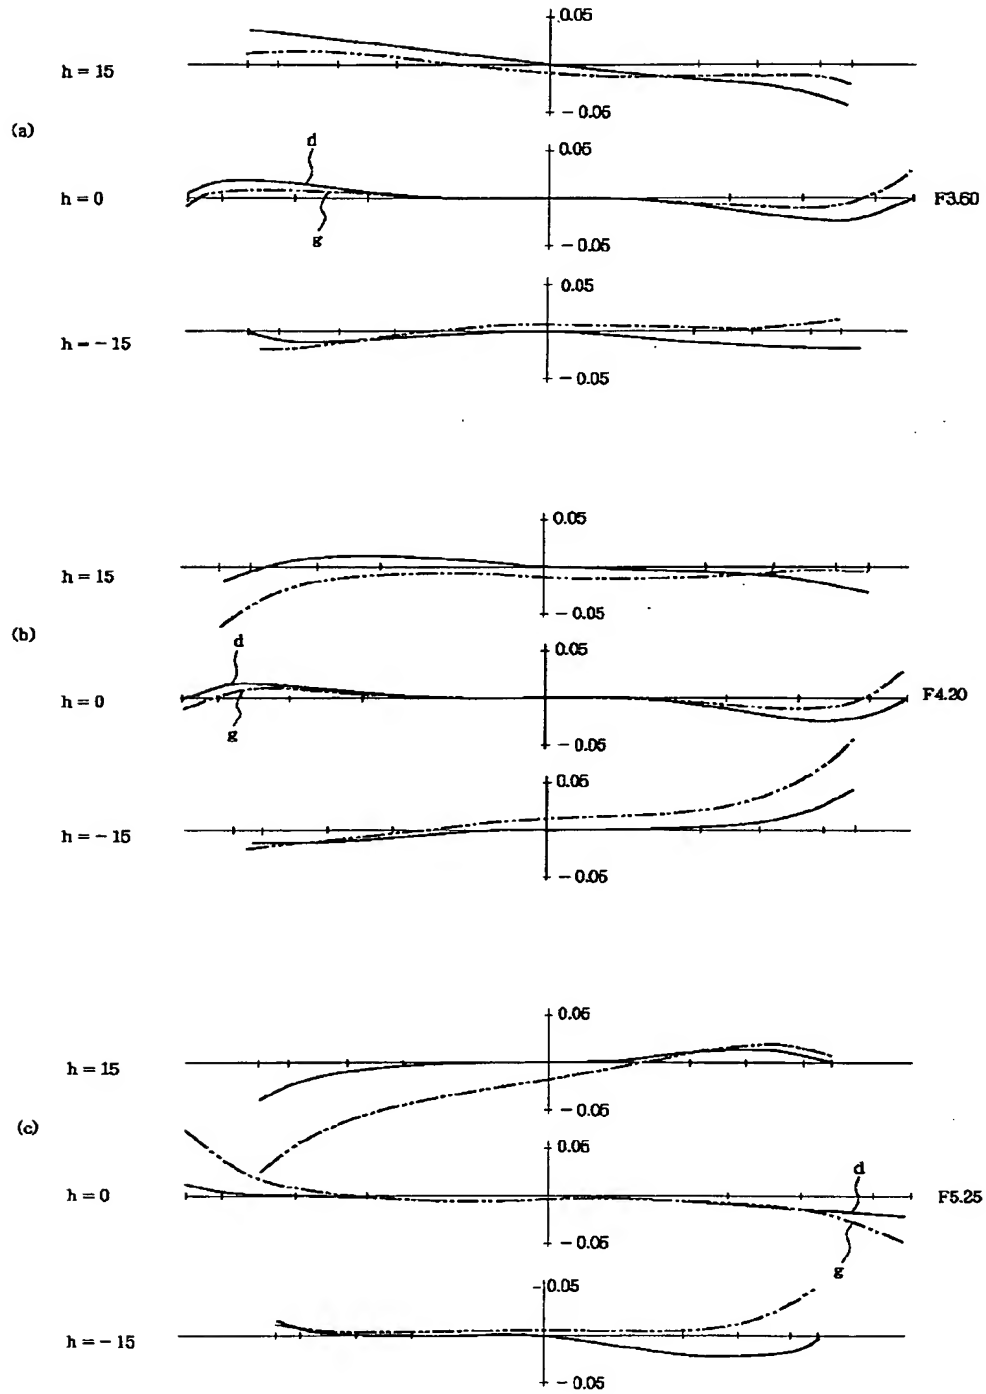 0.05
h = 15
- 0.05
(a)
d
0.05
h = 0
F3.60
g
- 0.05
0.05
h = - 15
- 0.05
0.05
h = 15
- 0.05
(b)
d
0.05
h = 0
F4.20
g
- 0.05
0.05
h = - 15
- 0.05
0.05
h = 15
- 0.05
(c)
0.05
d
h = 0
F5.25
- 0.05
g
0.05
h = - 15
- 0.05